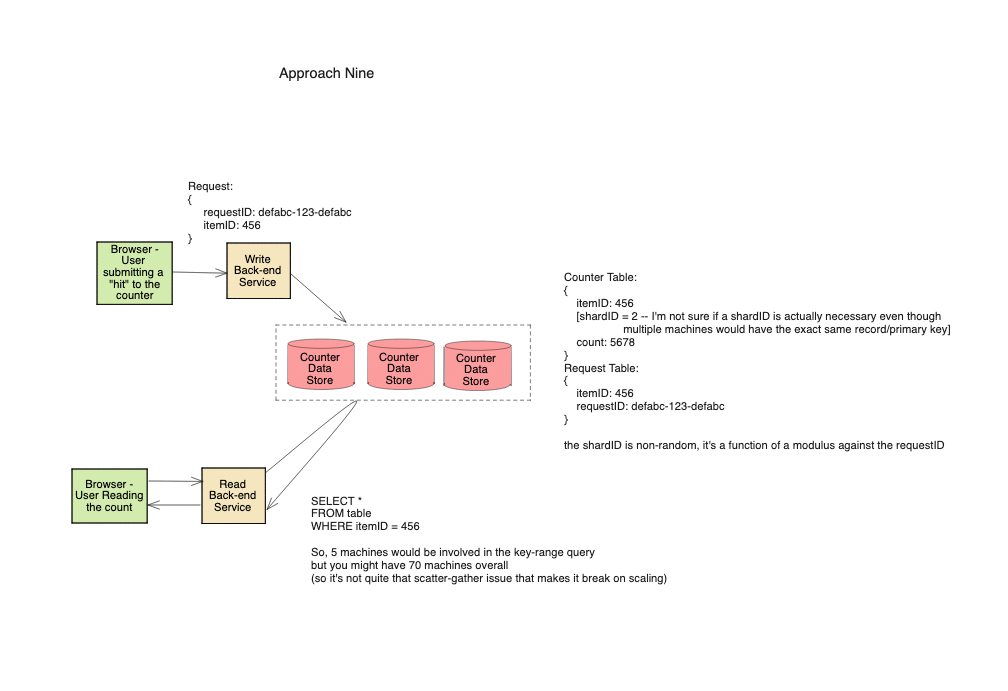 Approach Nine
Request:
{
requestID: defabc-123-defabc
itemID: 456
}
Browser -
User
submitting a
"hit" to the
counter
Write
Back-end
Service
Counter
Data
Store
Counter
Data
Store
Counter
Data
Store
Counter Table:
{
itemID: 456
[shardID = 2 -- I'm not sure if a shardID is actually necessary even though
multiple machines would have the exact same record/primary key]
count: 5678
}
Request Table:
{
itemID: 456
requestID: defabc-123-defabc
}
the shardID is non-random, it's a function of a modulus against the requestID
Browser -
User Reading
the count
Read
Back-end
Service
SELECT *
FROM table
WHERE itemID = 456
So, 5 machines would be involved in the key-range query
but you might have 70 machines overall
(so it's not quite that scatter-gather issue that makes it break on scaling)